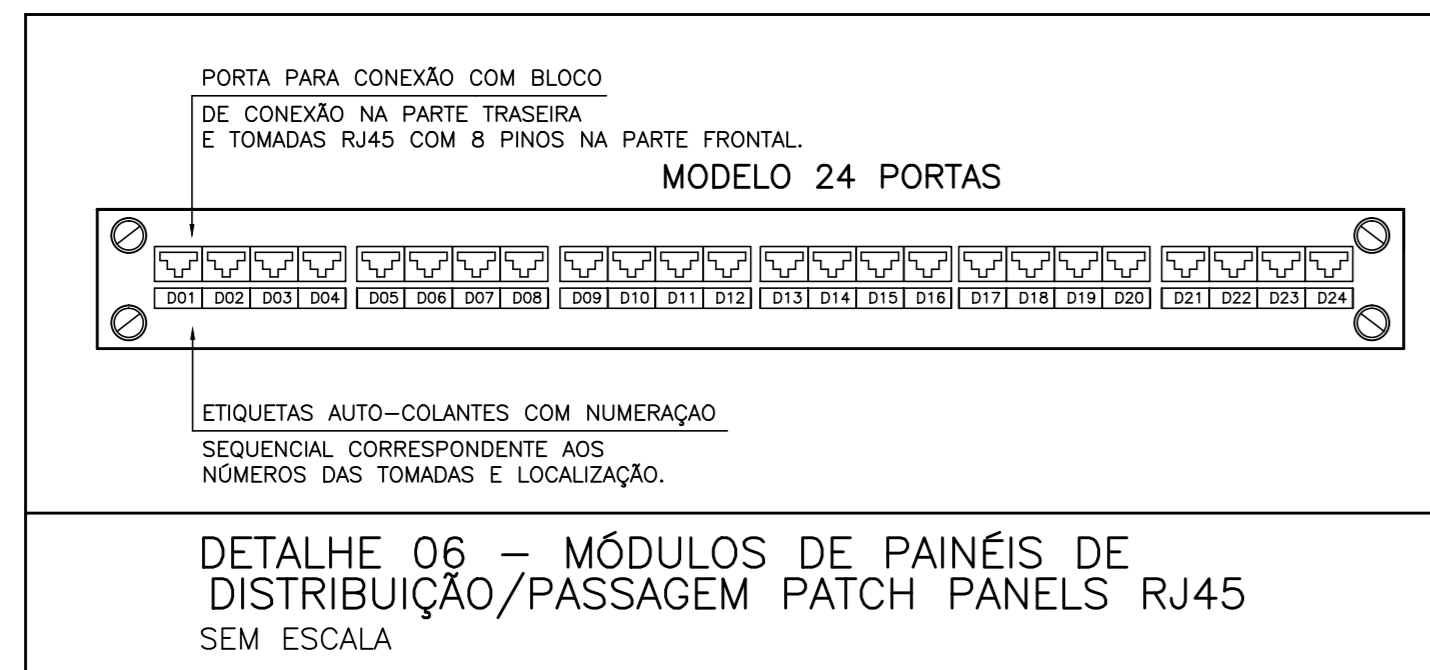 PORTA PARA CONEXÃO COM BLOCO
DE CONEXÃO NA PARTE TRASEIRA
E TOMADAS RJ45 COM 8 PINOS NA PARTE FRONTAL.
MODELO 24 PORTAS
D01 D02 D03 D04 D05 D06 D07 D08 D09 D10 D11 D12 D13 D14 D15 D16 D17 D18 D19 D20 D21 D22 D23 D24
ETIQUETAS AUTO-COLANTES COM NUMERAÇAO
SEQUENCIAL CORRESPONDENTE AOS
NÚMEROS DAS TOMADAS E LOCALIZAÇÃO.
DETALHE 06 – MÓDULOS DE PAINÉIS DE
DISTRIBUIÇÃO/PASSAGEM PATCH PANELS RJ45
SEM ESCALA